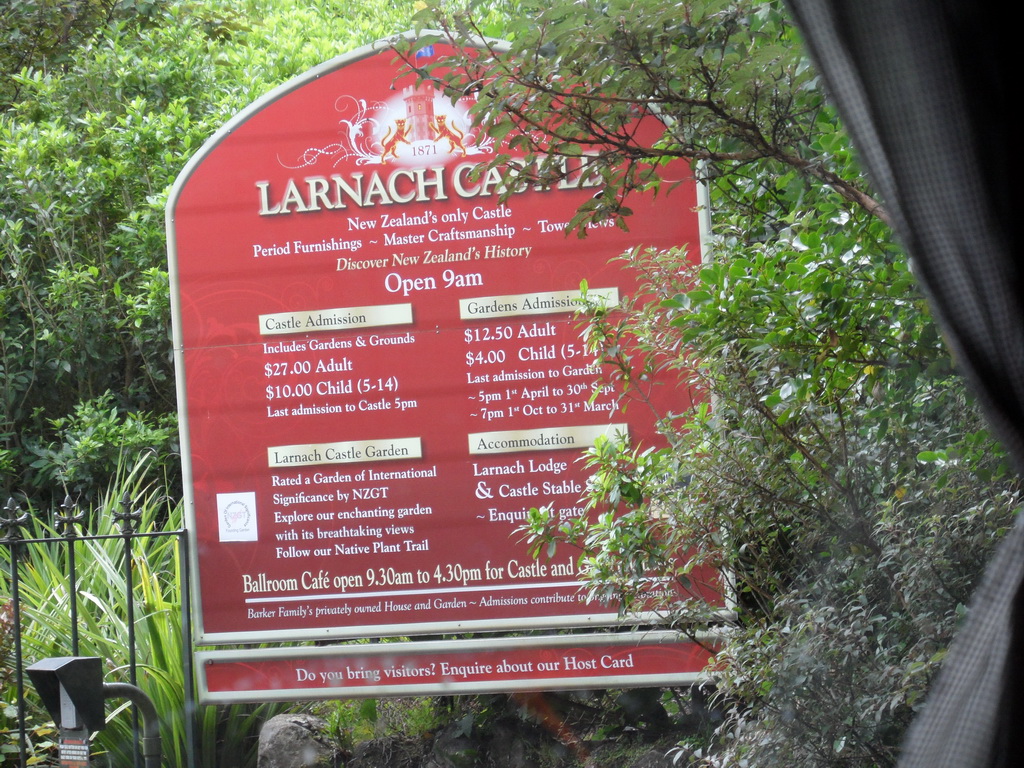 1871
LARNACH CASTLE
New Zealand's only Castle
Period Furnishings ~ Master Craftsmanship ~ Tower Views
Discover New Zealand's History
Open 9am
Castle Admission
Includes Gardens & Grounds
$27.00 Adult
$10.00 Child (5-14)
Last admission to Castle 5pm
Gardens Admission
$12.50 Adult
$4.00 Child (5-14
Last admission to Garden
~ 5pm 1st April to 30th Sept
~ 7pm 1st Oct to 31st March
Larnach Castle Garden
Rated a Garden of International
Significance by NZGT
Explore our enchanting garden
with its breathtaking views
Follow our Native Plant Trail
Accommodation
Larnach Lodge
& Castle Stable
~ Enquire at gate
Ballroom Café open 9.30am to 4.30pm for Castle and
Barker Family's privately owned House and Garden ~ Admissions contribute to
Do you bring visitors? Enquire about our Host Card